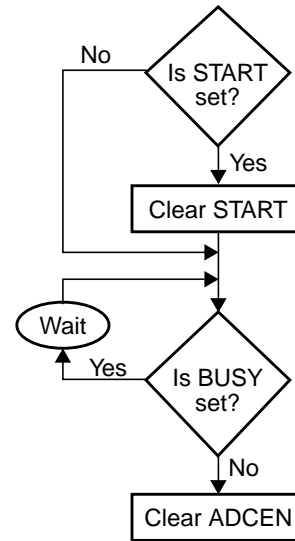 No
Is START
set?
Yes
Clear START
Wait
Yes
Is BUSY
set?
No
Clear ADCEN